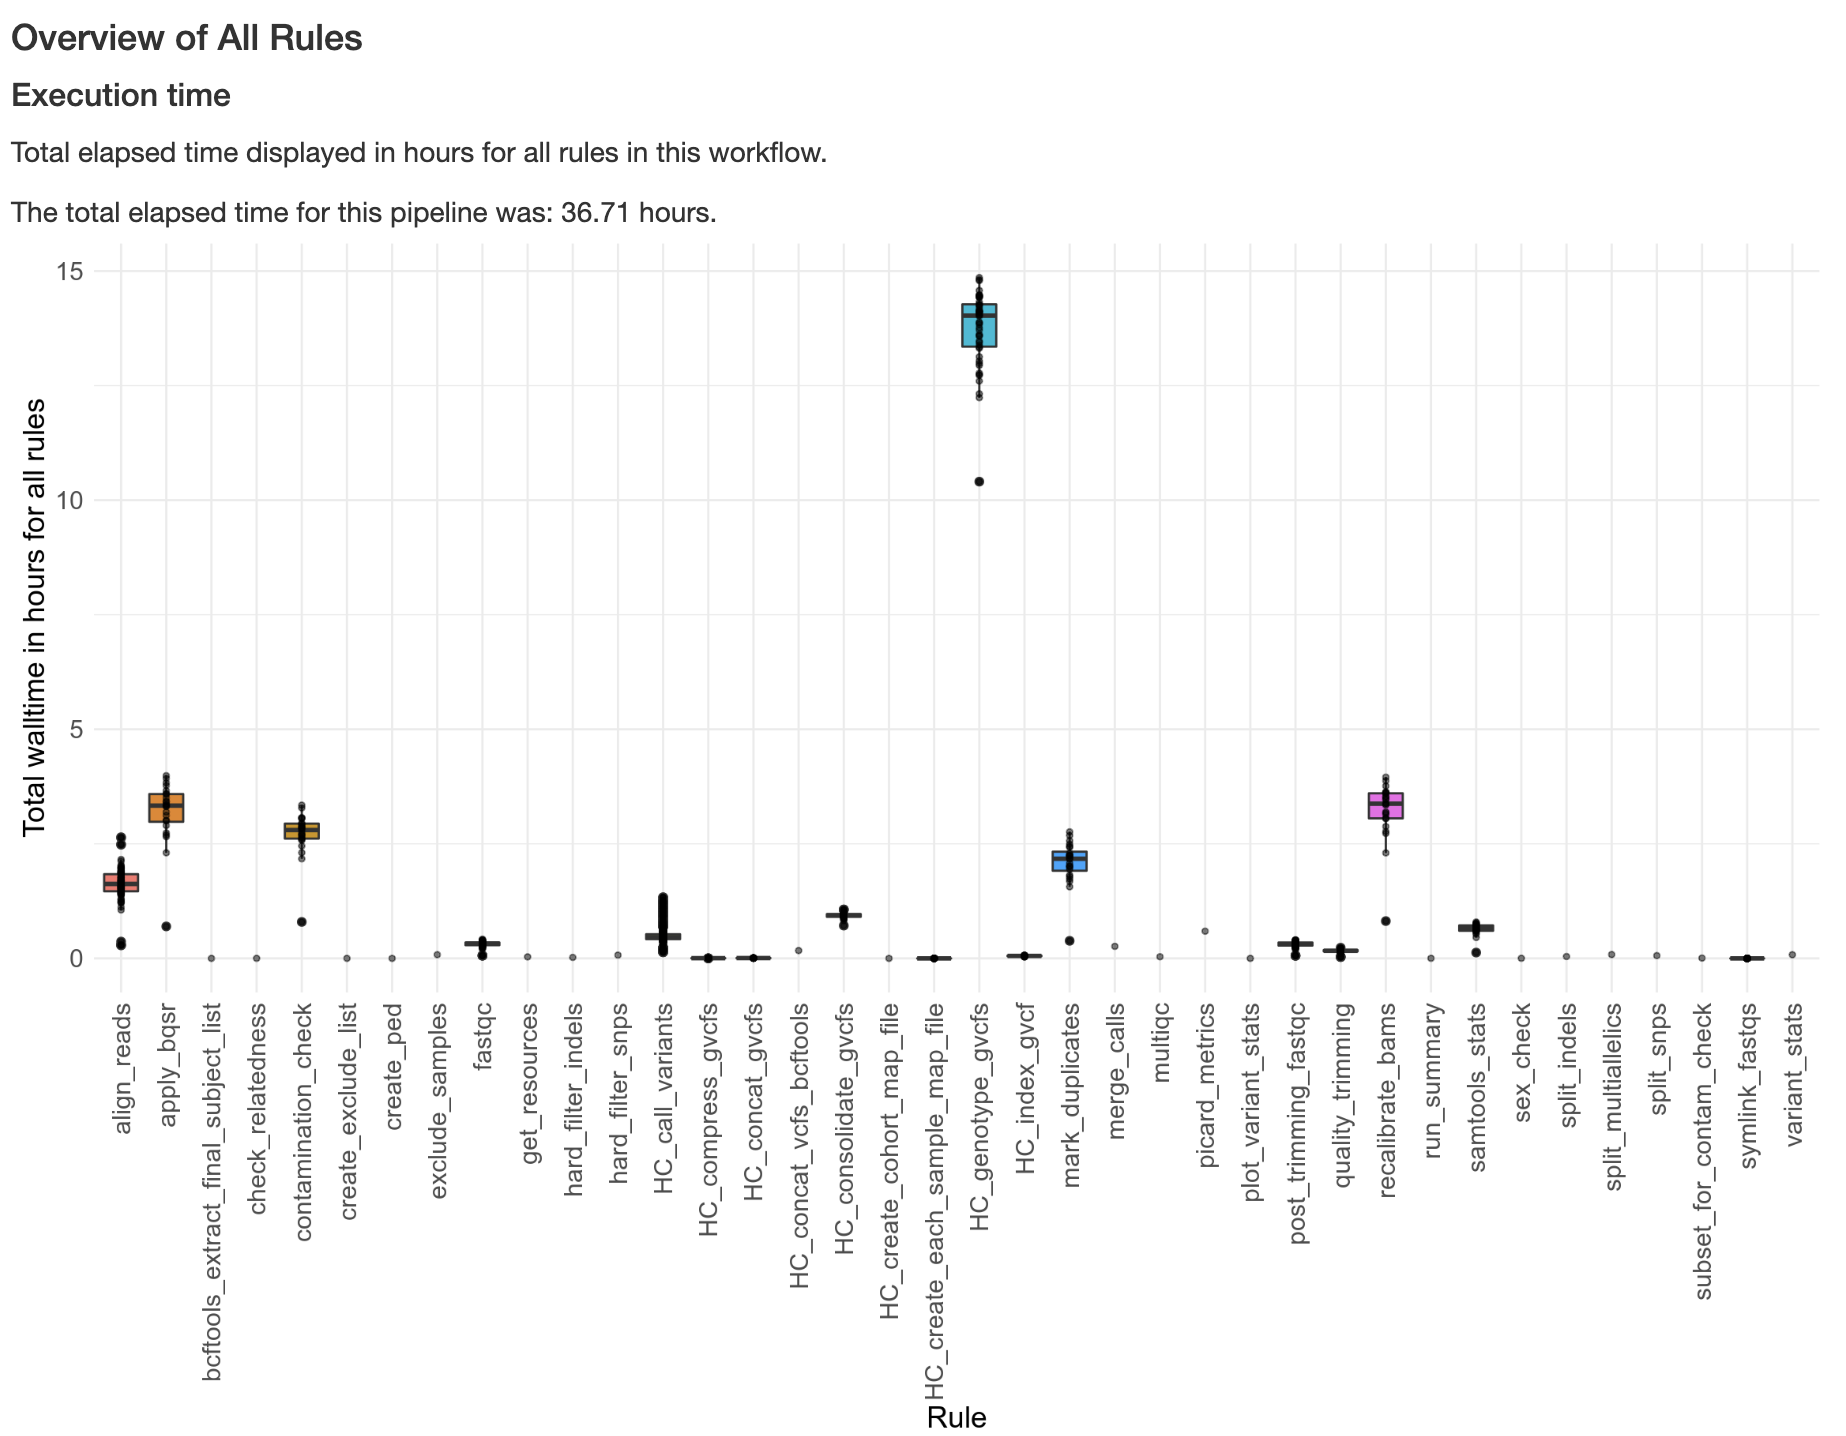 Overview of All Rules
Execution time
Total elapsed time displayed in hours for all rules in this workflow.
The total elapsed time for this pipeline was: 36.71 hours.
Total walltime in hours for all rules
15
10
5
0
align_reads
apply_bqsr
bcftools_extract_final_subject_list
check_relatedness
contamination_check
create_exclude_list
create_ped
exclude_samples
fastqc
get_resources
hard_filter_indels
hard_filter_snps
HC_call_variants
HC_compress_gvcfs
HC_concat_gvcfs
HC_concat_vcfs_bcftools
HC_consolidate_gvcfs
HC_create_cohort_map_file
HC_create_each_sample_map_file
HC_genotype_gvcfs
HC_index_gvcf
mark_duplicates
merge_calls
multiqc
picard_metrics
plot_variant_stats
post_trimming_fastqc
quality_trimming
recalibrate_bams
run_summary
samtools_stats
sex_check
split_indels
split_multiallelics
split_snps
subset_for_contam_check
symlink_fastqs
variant_stats
Rule